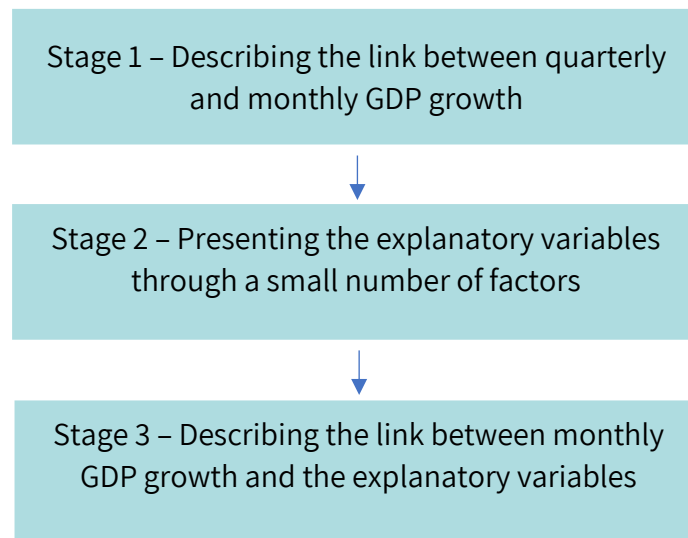 Stage 1 – Describing the link between quarterly
and monthly GDP growth
Stage 2 – Presenting the explanatory variables
through a small number of factors
Stage 3 – Describing the link between monthly
GDP growth and the explanatory variables